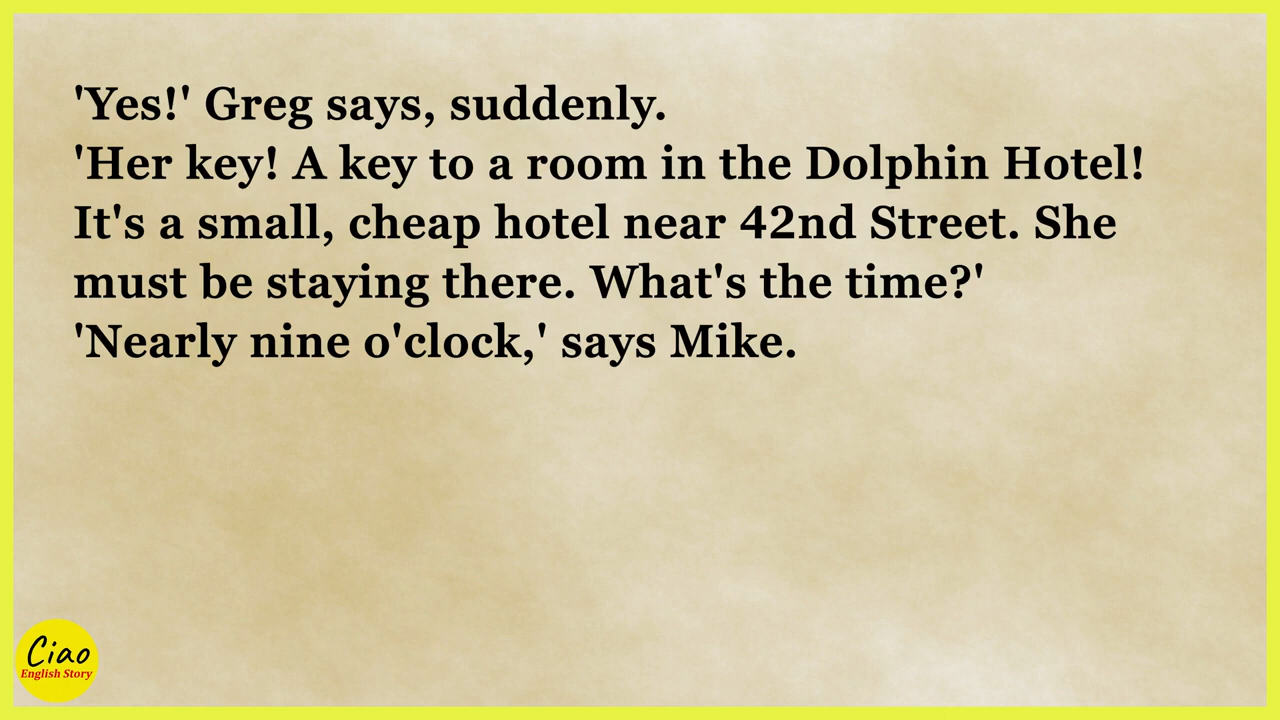 'Yes!' Greg says, suddenly.
'Her key! A key to a room in the Dolphin Hotel!
It's a small, cheap hotel near 42nd Street. She
must be staying there. What's the time?'
'Nearly nine o'clock,' says Mike.
Ciao
English Story